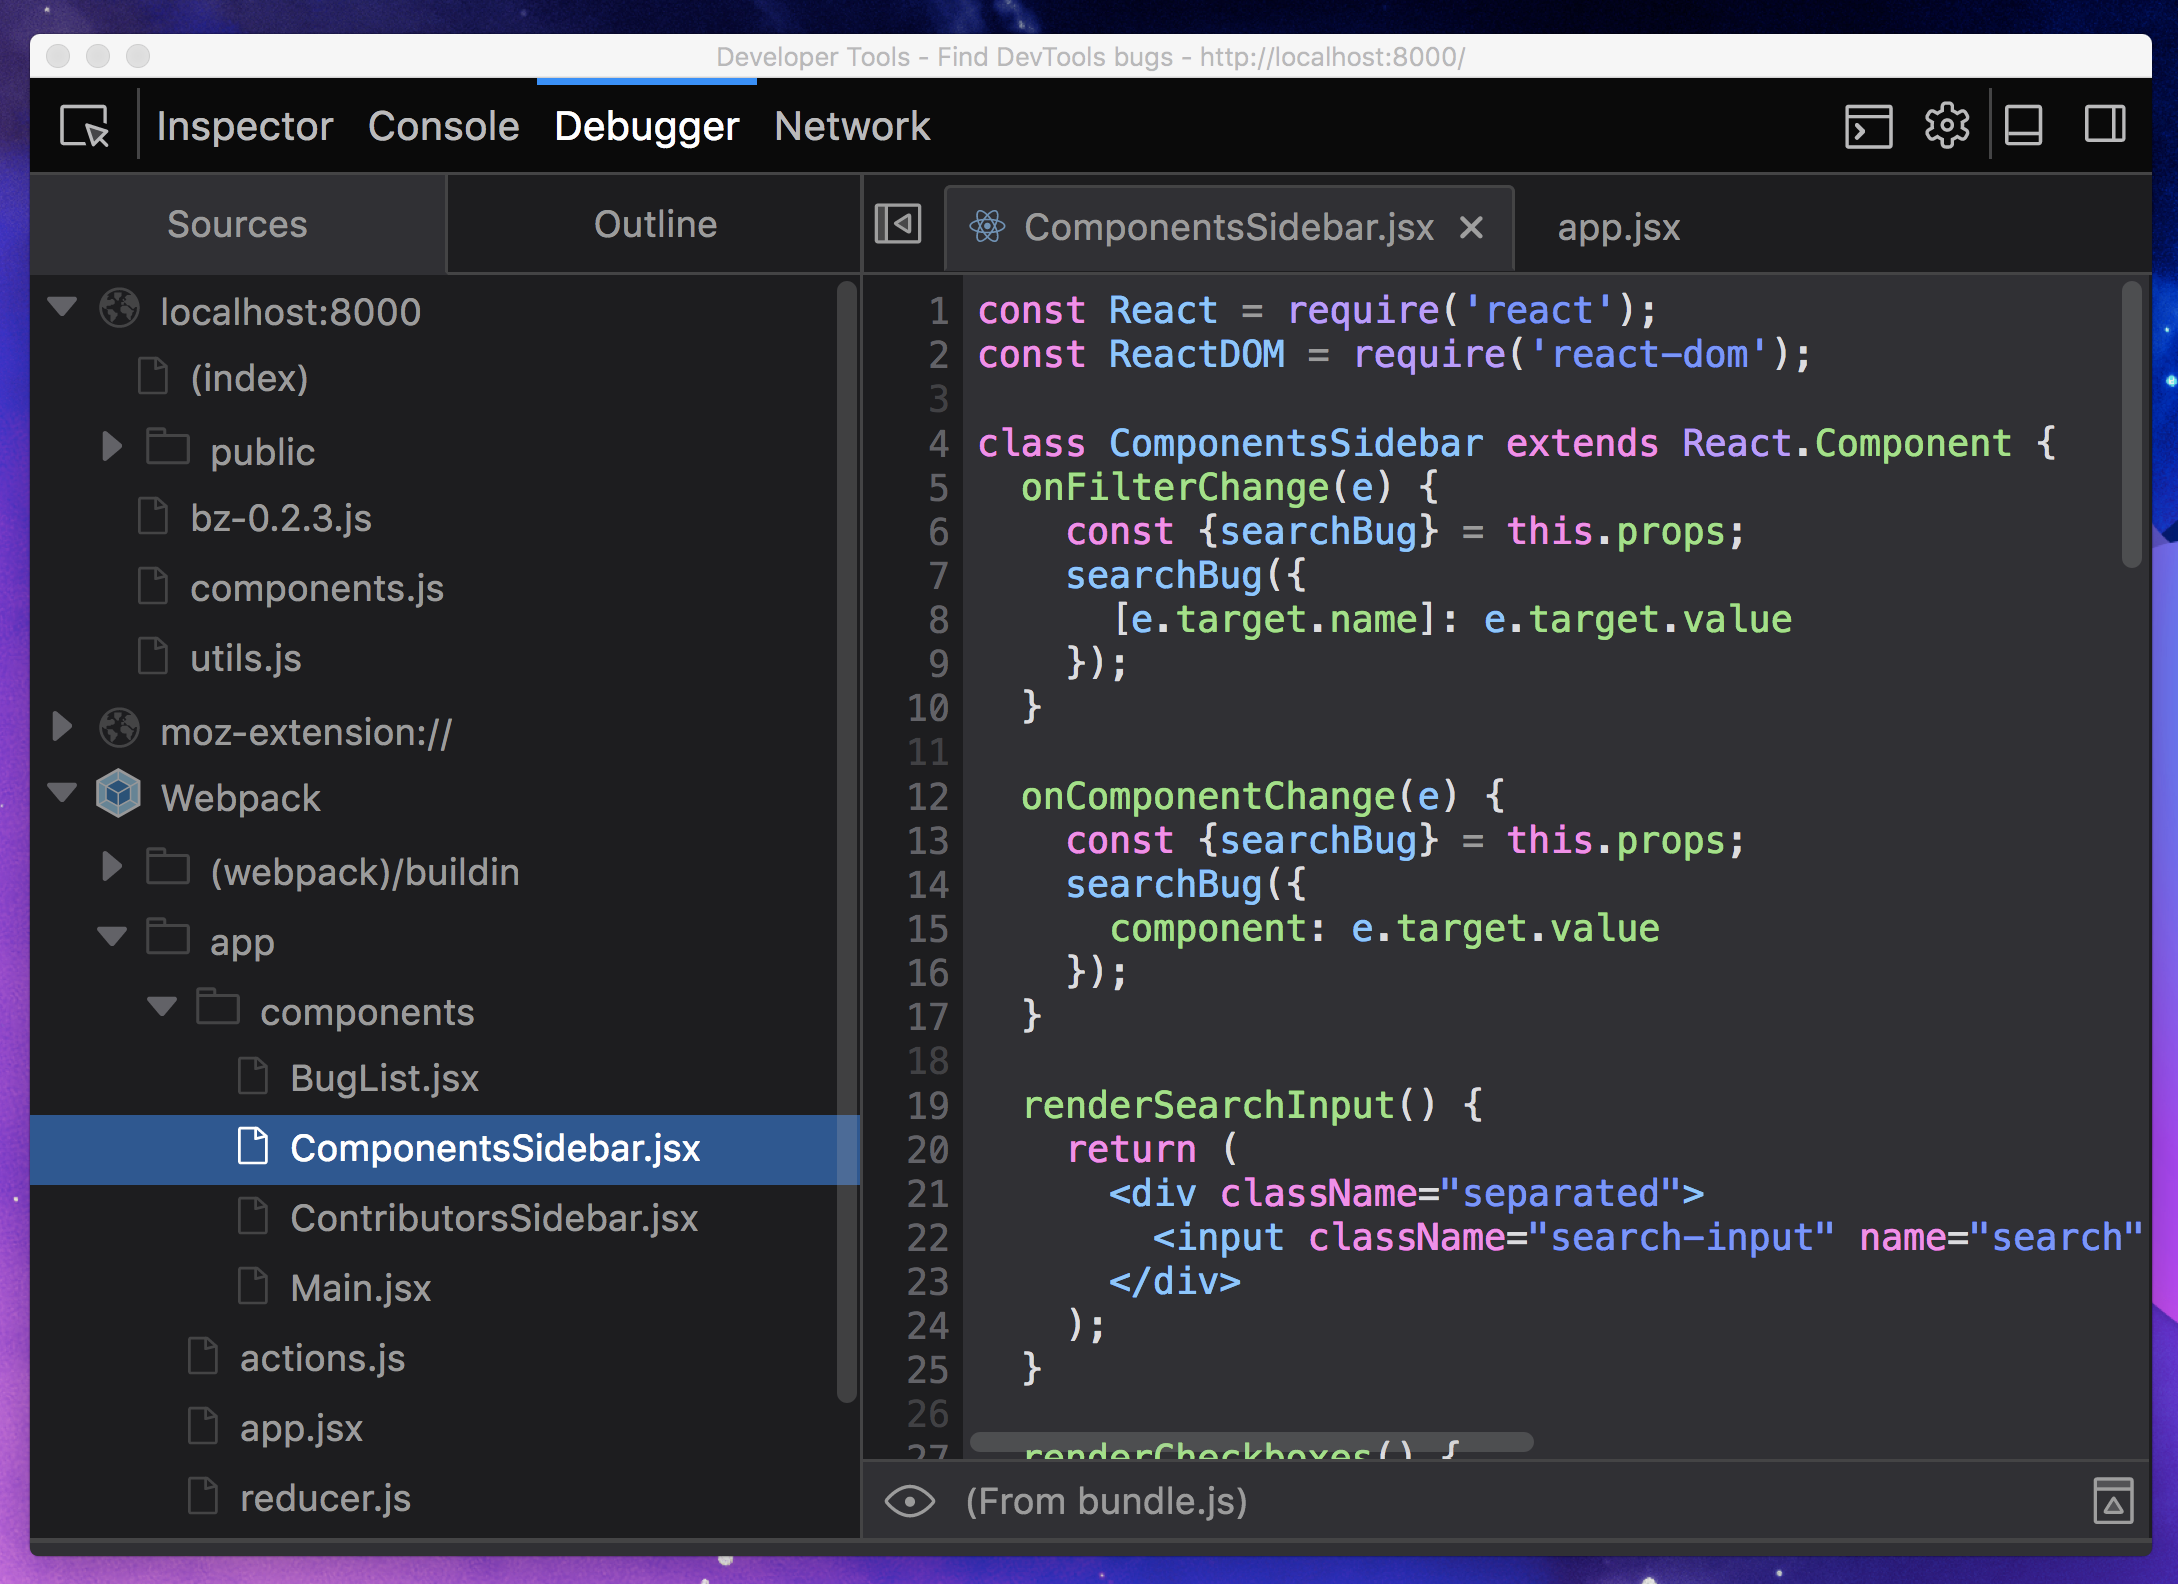 Developer Tools - Find DevTools bugs - http://localhost:8000/
Inspector Console Debugger Network
Sources Outline
localhost:8000
(index)
public
bz-0.2.3.js
components.js
utils.js
moz-extension://
Webpack
(webpack)/buildin
app
components
BugList.jsx
ComponentsSidebar.jsx
ContributorsSidebar.jsx
Main.jsx
actions.js
app.jsx
reducer.js
ComponentsSidebar.jsx × app.jsx
1 const React = require('react');
2 const ReactDOM = require('react-dom');
3
4 class ComponentsSidebar extends React.Component {
5   onFilterChange(e) {
6     const {searchBug} = this.props;
7     searchBug({
8       [e.target.name]: e.target.value
9     });
10   }
11
12   onComponentChange(e) {
13     const {searchBug} = this.props;
14     searchBug({
15       component: e.target.value
16     });
17   }
18
19   renderSearchInput() {
20     return (
21       <div className="separated">
22         <input className="search-input" name="search"
23       </div>
24     );
25   }
26
27   renderCheckboxes() {
(From bundle.js)